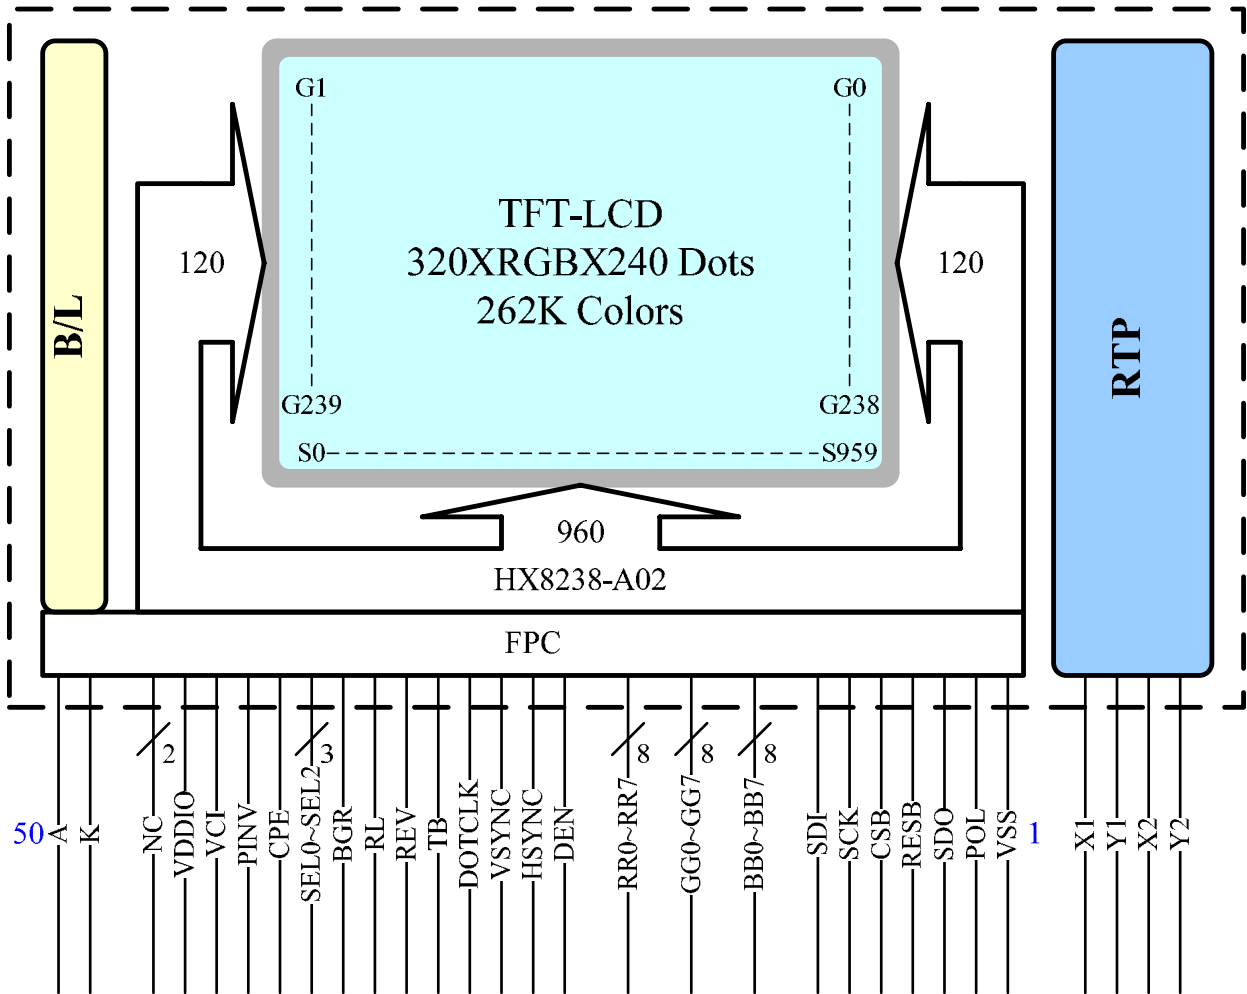 G1
G0
TFT-LCD
320XRGBX240 Dots
262K Colors
120
120
B/L
RTP
G239
G238
S0
S959
960
HX8238-A02
FPC
2
3
8
8
8
50
A
K
NC
VDDIO
VCI
PINV
CPE
SEL0~SEL2
BGR
RL
REV
TB
DOTCLK
VSYNC
HSYNC
DEN
RR0~RR7
GG0~GG7
BB0~BB7
SDI
SCK
CSB
RESB
SDO
POL
VSS
1
X1
Y1
X2
Y2